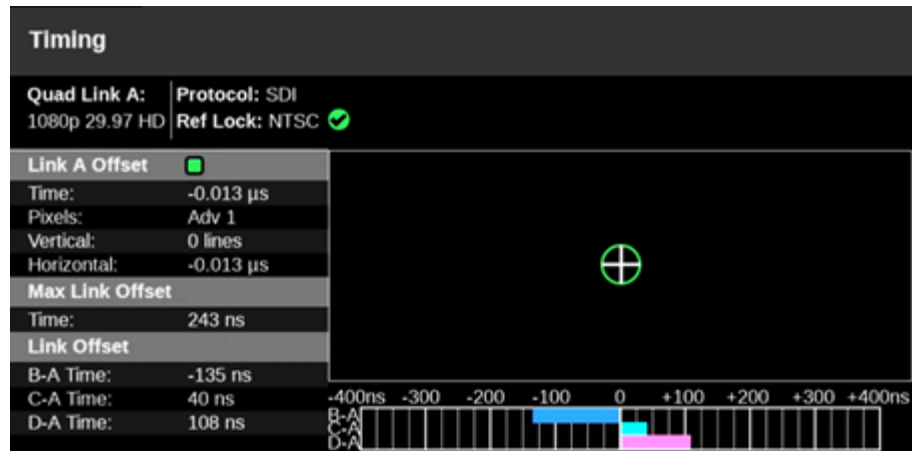 Timing
Quad Link A: Protocol: SDI
1080p 29.97 HD Ref Lock: NTSC
Link A Offset
Time: -0.013 µs
Pixels: Adv 1
Vertical: 0 lines
Horizontal: -0.013 µs
Max Link Offset
Time: 243 ns
Link Offset
B-A Time: -135 ns
C-A Time: 40 ns
D-A Time: 108 ns
-400ns -300 -200 -100 0 +100 +200 +300 +400ns
B-A
C-A
D-A